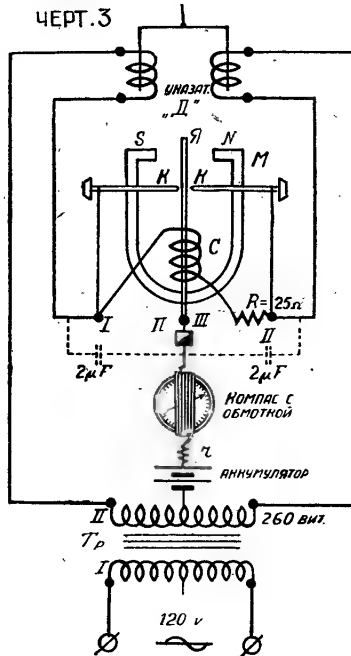 ЧЕРТ. 3
УКАЗАТ.
„Д"
S Я N
М
К К
С
R=25Ω
I П III II
2μF 2μF
КОМПАС С
ОБМОТКОЙ
r
АККУМУЛЯТОР
II 260 ВИТ.
Тр
I
120 v